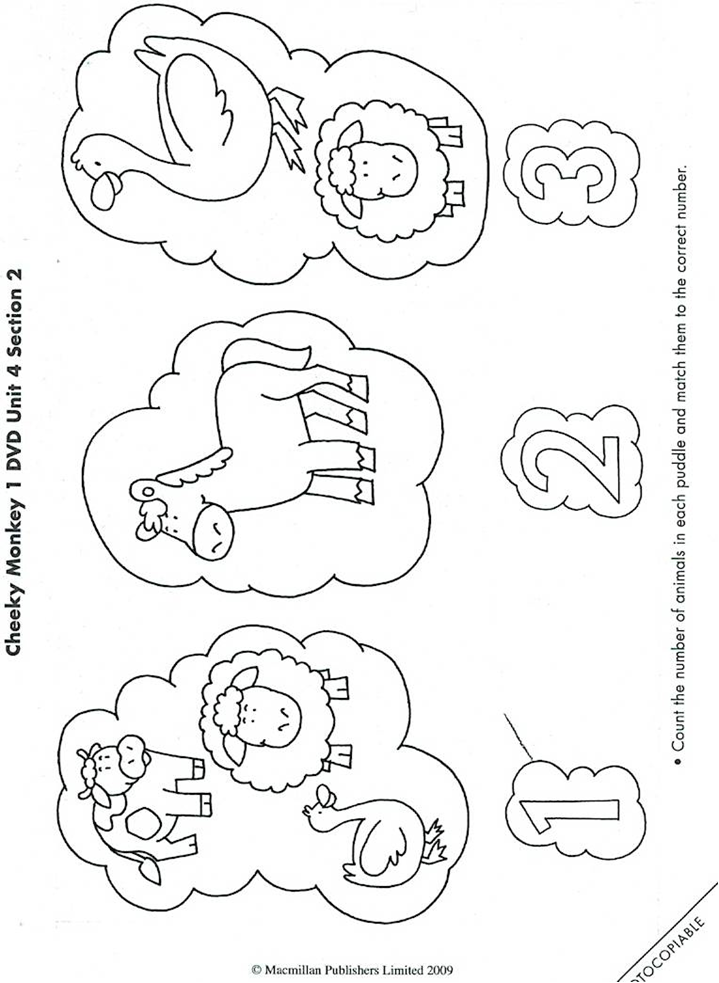 Cheeky Monkey 1 DVD Unit 4 Section 2
1
2
3
• Count the number of animals in each puddle and match them to the correct number.
© Macmillan Publishers Limited 2009